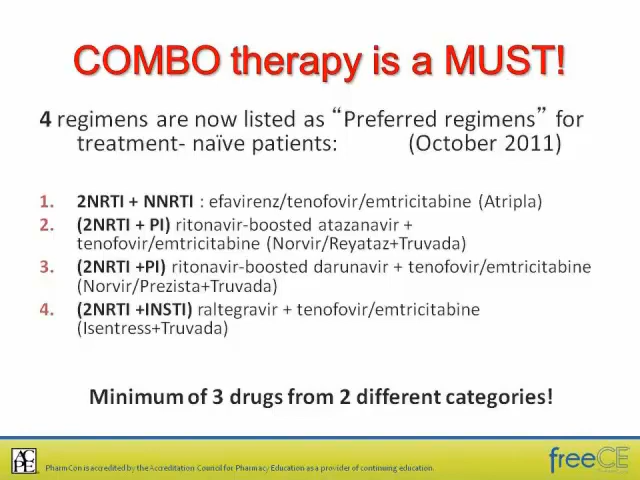 COMBO therapy is a MUST!
4 regimens are now listed as “Preferred regimens” for
treatment- naïve patients: (October 2011)
1. 2NRTI + NNRTI : efavirenz/tenofovir/emtricitabine (Atripla)
2. (2NRTI + PI) ritonavir-boosted atazanavir +
tenofovir/emtricitabine (Norvir/Reyataz+Truvada)
3. (2NRTI +PI) ritonavir-boosted darunavir + tenofovir/emtricitabine
(Norvir/Prezista+Truvada)
4. (2NRTI +INSTI) raltegravir + tenofovir/emtricitabine
(Isentress+Truvada)
Minimum of 3 drugs from 2 different categories!
ACPE PharmCon is accredited by the Accreditation Council for Pharmacy Education as a provider of continuing education.
freeCE